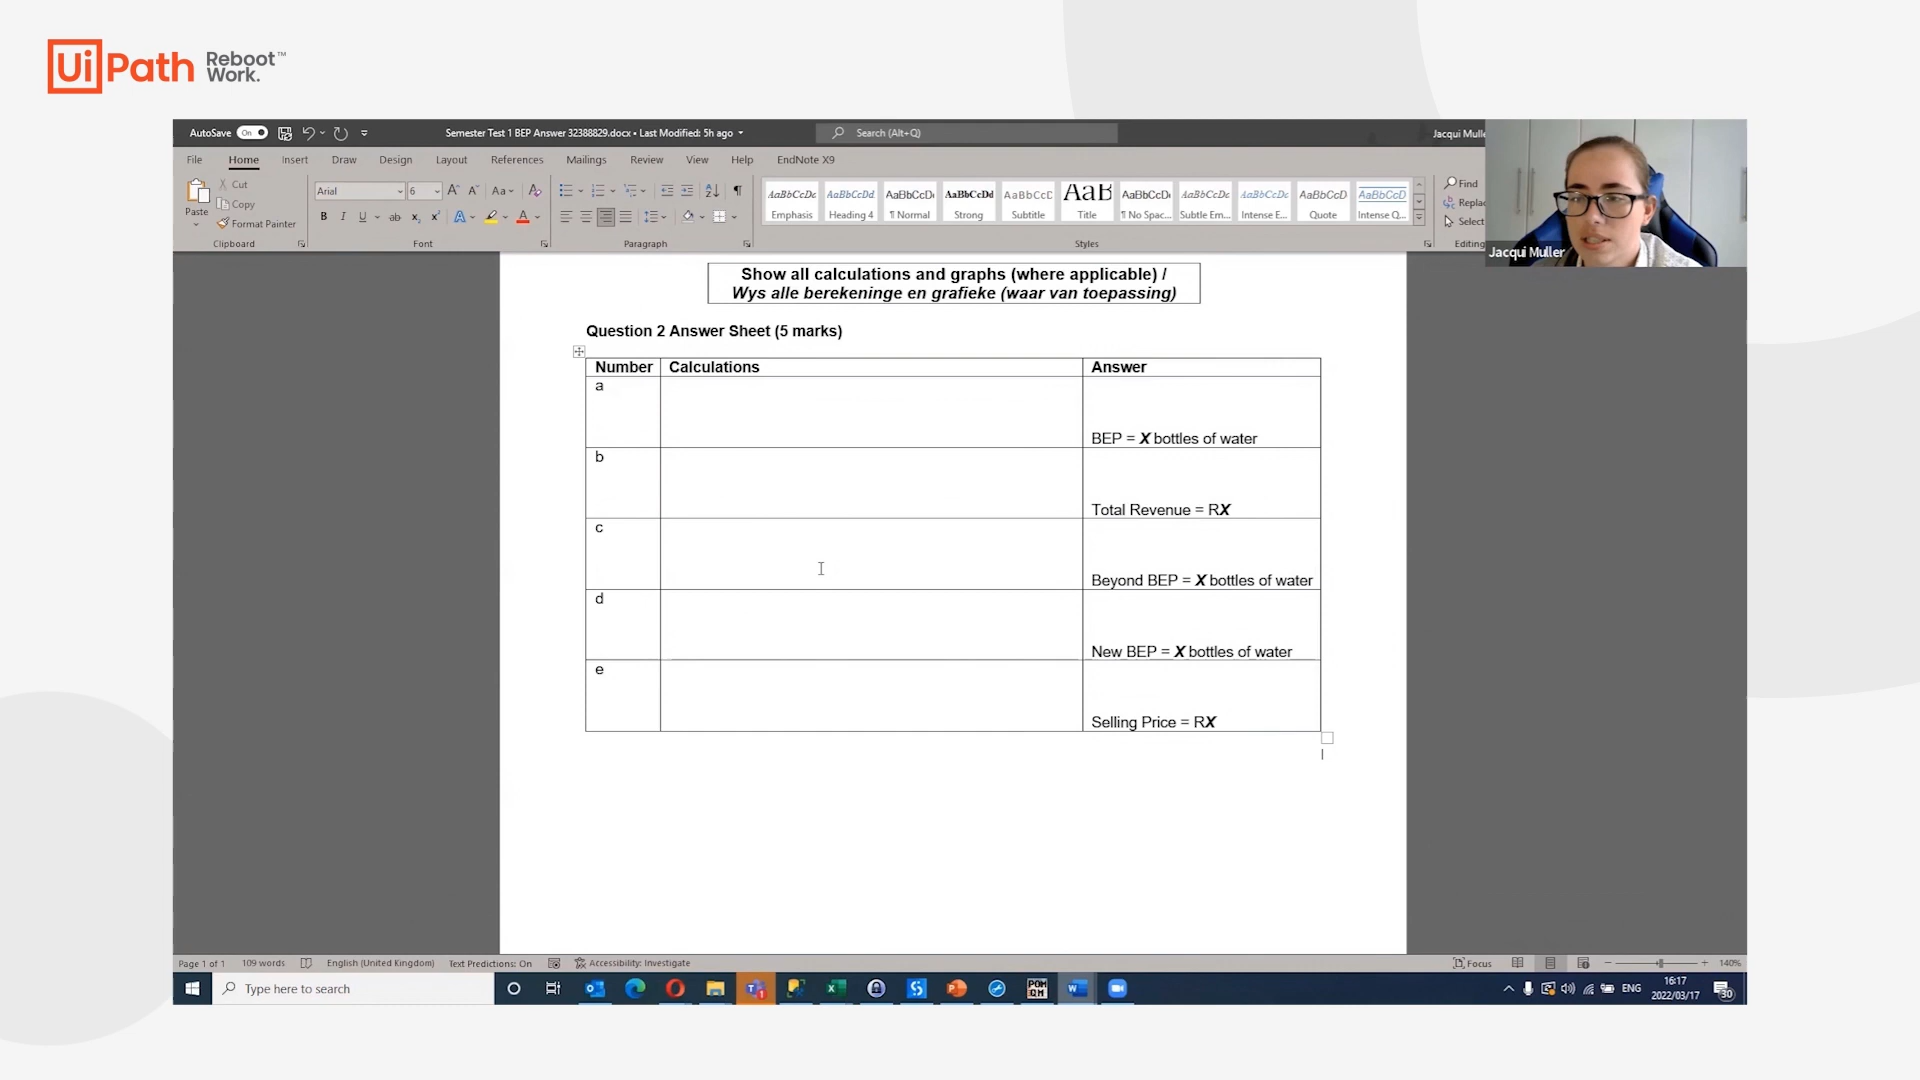 UiPath Reboot Work.™
AutoSave On
Semester Test 1 BEP Answer 32388829.docx • Last Modified: 5h ago
Search (Alt+Q)
Jacqui Mulle
File Home Insert Draw Design Layout References Mailings Review View Help EndNote X9
Paste
Cut
Copy
Format Painter
Clipboard
Arial 6
Font
Paragraph
AaBbCcDc AaBbCcDd AaBbCcDc AaBbCcDd AaBbCcD AaB AaBbCcDc AaBbCcDc AaBbCcDc AaBbCcD AaBbCcD
Emphasis Heading 4 ¶ Normal Strong Subtitle Title ¶ No Spac... Subtle Em... Intense E... Quote Intense Q...
Styles
Find
Replac
Select
Editing
Jacqui Muller
Show all calculations and graphs (where applicable) /
Wys alle berekeninge en grafieke (waar van toepassing)
Question 2 Answer Sheet (5 marks)
Number Calculations Answer
a
BEP = X bottles of water
b
Total Revenue = RX
c
Beyond BEP = X bottles of water
d
New BEP = X bottles of water
e
Selling Price = RX
Page 1 of 1 109 words English (United Kingdom) Text Predictions: On Accessibility: Investigate Focus 140%
Type here to search
POM
QM
ENG
16:17
2022/03/17
30